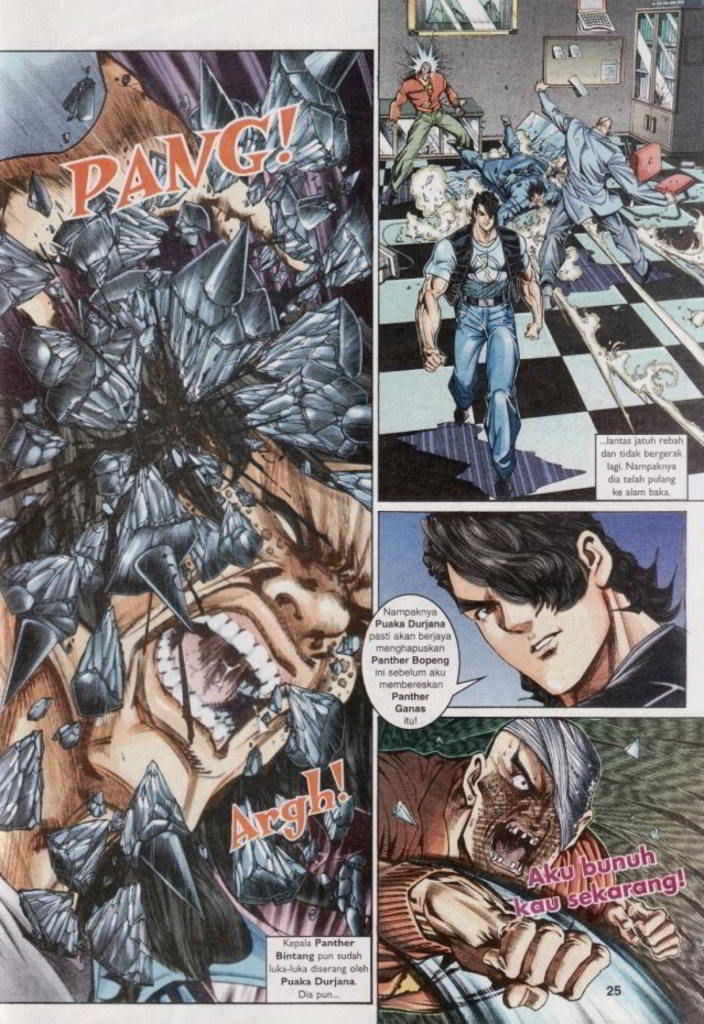 PANG!
Argh!
Kepala Panther
Bintang pun sudah
luka-luka diserang oleh
Puaka Durjana.
Dia pun...
...lantas jatuh rebah
dan tidak bergerak
lagi. Nampaknya
dia telah pulang
ke alam baka.
Nampaknya
Puaka Durjana
pasti akan berjaya
menghapuskan
Panther Bopeng
ini sebelum aku
membereskan
Panther
Ganas
itu!
Aku bunuh
kau sekarang!
25